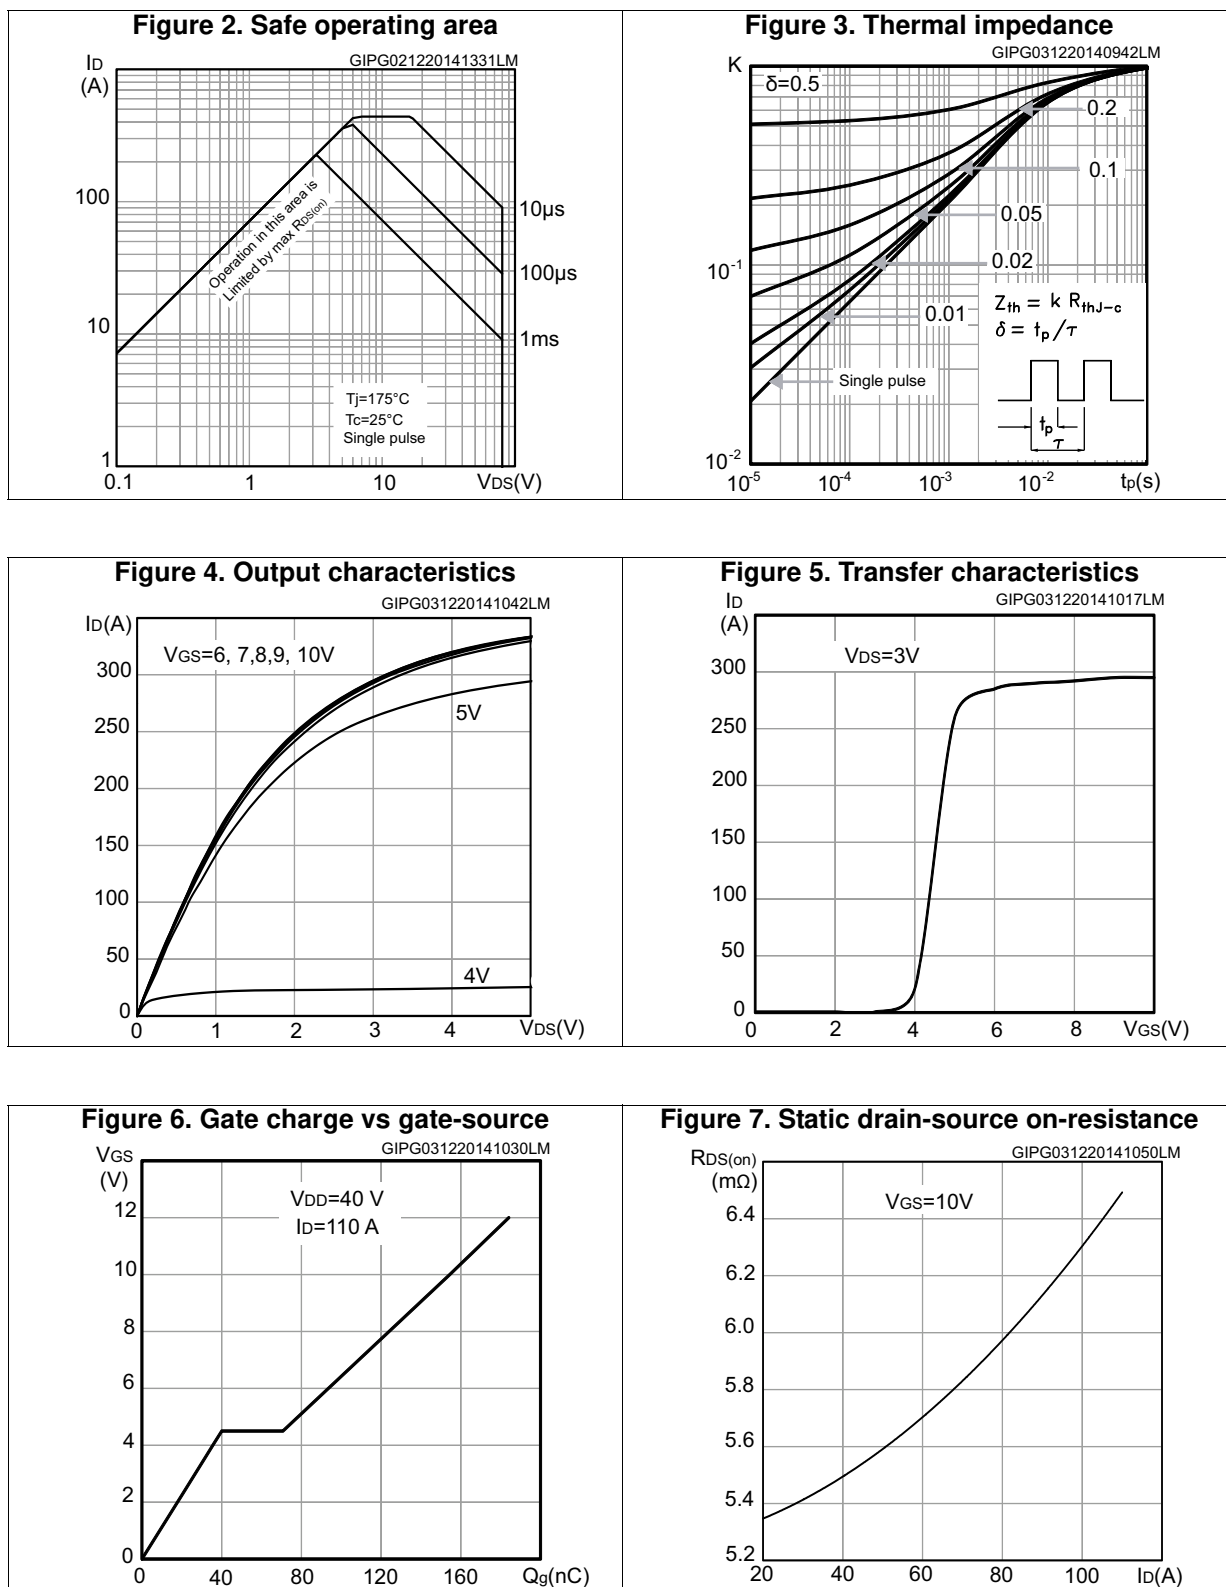 Figure 2. Safe operating area
GIPG021220141331LM
ID
(A)
100
10
1
0.1
1
10
VDS(V)
Operation in this area is
Limited by max RDS(on)
10µs
100µs
1ms
Tj=175°C
Tc=25°C
Single pulse
Figure 3. Thermal impedance
GIPG031220140942LM
K
δ=0.5
0.2
0.1
0.05
0.02
0.01
Single pulse
10-1
10-2
Zth = k RthJ-c
δ = tp/τ
tp
τ
10-5
10-4
10-3
10-2
tp(s)
Figure 4. Output characteristics
GIPG031220141042LM
ID(A)
VGS=6, 7,8,9, 10V
5V
4V
300
250
200
150
100
50
0
0
1
2
3
4
VDS(V)
Figure 5. Transfer characteristics
GIPG031220141017LM
ID
(A)
VDS=3V
300
250
200
150
100
50
0
0
2
4
6
8
VGS(V)
Figure 6. Gate charge vs gate-source
GIPG031220141030LM
VGS
(V)
VDD=40 V
ID=110 A
12
10
8
6
4
2
0
0
40
80
120
160
Qg(nC)
Figure 7. Static drain-source on-resistance
GIPG031220141050LM
RDS(on)
(mΩ)
VGS=10V
6.4
6.2
6.0
5.8
5.6
5.4
5.2
20
40
60
80
100
ID(A)